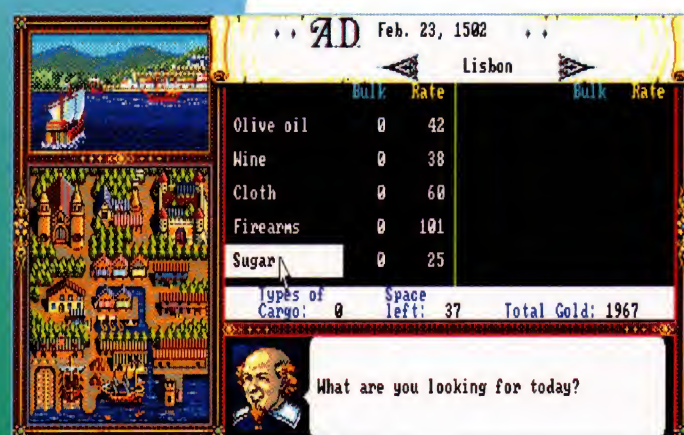 A.D. Feb. 23, 1502
Lisbon
Bulk Rate Bulk Rate
Olive oil 0 42
Wine 0 38
Cloth 0 60
Firearms 0 101
Sugar 0 25
Types of Cargo: 0 Space left: 37 Total Gold: 1967
What are you looking for today?